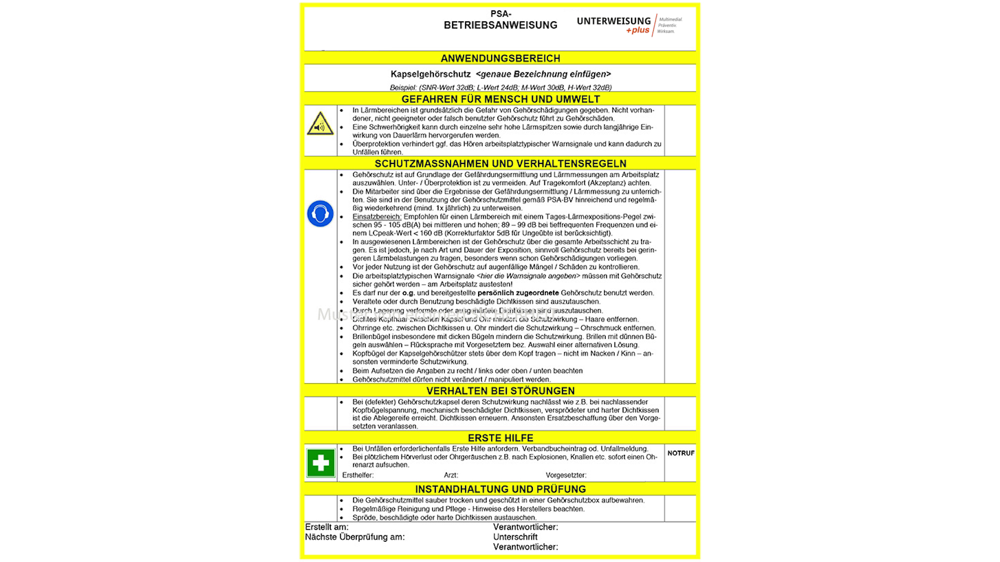 PSA-
BETRIEBSANWEISUNG
UNTERWEISUNG
+plus
Multimedial.
Präventiv.
Wirksam.
ANWENDUNGSBEREICH
Kapselgehörschutz <genaue Bezeichnung einfügen>
Beispiel: (SNR-Wert 32dB; L-Wert 24dB; M-Wert 30dB, H-Wert 32dB)
GEFAHREN FÜR MENSCH UND UMWELT
• In Lärmbereichen ist grundsätzlich die Gefahr von Gehörschädigungen gegeben. Nicht vorhan-
dener, nicht geeigneter oder falsch benutzter Gehörschutz führt zu Gehörschäden.
• Eine Schwerhörigkeit kann durch einzelne sehr hohe Lärmspitzen sowie durch langjährige Ein-
wirkung von Dauerlärm hervorgerufen werden.
• Überprotektion verhindert ggf. das Hören arbeitsplatztypischer Warnsignale und kann dadurch zu
Unfällen führen.
SCHUTZMASSNAHMEN UND VERHALTENSREGELN
• Gehörschutz ist auf Grundlage der Gefährdungsermittlung und Lärmmessungen am Arbeitsplatz
auszuwählen. Unter- / Überprotektion ist zu vermeiden. Auf Tragekomfort (Akzeptanz) achten.
• Die Mitarbeiter sind über die Ergebnisse der Gefährdungsermittlung / Lärmmessung zu unterrich-
ten. Sie sind in der Benutzung der Gehörschutzmittel gemäß PSA-BV hinreichend und regelmä-
ßig wiederkehrend (mind. 1x jährlich) zu unterweisen.
• Einsatzbereich: Empfohlen für einen Lärmbereich mit einem Tages-Lärmexpositions-Pegel zwi-
schen 95 - 105 dB(A) bei mittleren und hohen; 89 – 99 dB bei tieffrequenten Frequenzen und ei-
nem LCpeak-Wert < 160 dB (Korrekturfaktor 5dB für Ungeübte ist berücksichtigt).
• In ausgewiesenen Lärmbereichen ist der Gehörschutz über die gesamte Arbeitsschicht zu tra-
gen. Es ist jedoch, je nach Art und Dauer der Exposition, sinnvoll Gehörschutz bereits bei gerin-
geren Lärmbelastungen zu tragen, besonders wenn schon Gehörschädigungen vorliegen.
• Vor jeder Nutzung ist der Gehörschutz auf augenfällige Mängel / Schäden zu kontrollieren.
• Die arbeitsplatztypischen Warnsignale <hier die Warnsignale angeben> müssen mit Gehörschutz
sicher gehört werden – am Arbeitsplatz austesten!
• Es darf nur der o.g. und bereitgestellte persönlich zugeordnete Gehörschutz benutzt werden.
• Veraltete oder durch Benutzung beschädigte Dichtkissen sind auszutauschen.
• Durch Lagerung verformte oder ausgehärtete Dichtkissen sind auszutauschen.
Muster von ecomed SICHERHEIT
• Dichtes Kopfhaar zwischen Kapsel und Ohr mindert die Schutzwirkung – Haare entfernen.
• Ohrringe etc. zwischen Dichtkissen u. Ohr mindert die Schutzwirkung – Ohrschmuck entfernen.
• Brillenbügel insbesondere mit dicken Bügeln mindern die Schutzwirkung. Brillen mit dünnen Bü-
geln auswählen – Rücksprache mit Vorgesetztem bez. Auswahl einer alternativen Lösung.
• Kopfbügel der Kapselgehörschützer stets über dem Kopf tragen – nicht im Nacken / Kinn – an-
sonsten verminderte Schutzwirkung.
• Beim Aufsetzen die Angaben zu recht / links oder oben / unten beachten
• Gehörschutzmittel dürfen nicht verändert / manipuliert werden.
VERHALTEN BEI STÖRUNGEN
• Bei (defekter) Gehörschutzkapsel deren Schutzwirkung nachlässt wie z.B. bei nachlassender
Kopfbügelspannung, mechanisch beschädigter Dichtkissen, versprödeter und harter Dichtkissen
ist die Ablegereife erreicht. Dichtkissen erneuern. Ansonsten Ersatzbeschaffung über den Vorge-
setzten veranlassen.
ERSTE HILFE
• Bei Unfällen erforderlichenfalls Erste Hilfe anfordern. Verbandbucheintrag od. Unfallmeldung.
NOTRUF
• Bei plötzlichem Hörverlust oder Ohrgeräuschen z.B. nach Explosionen, Knallen etc. sofort einen Oh-
renarzt aufsuchen.
Ersthelfer: Arzt: Vorgesetzter:
INSTANDHALTUNG UND PRÜFUNG
• Die Gehörschutzmittel sauber trocken und geschützt in einer Gehörschutzbox aufbewahren.
• Regelmäßige Reinigung und Pflege - Hinweise des Herstellers beachten.
• Spröde, beschädigte oder harte Dichtkissen austauschen.
Erstellt am: Verantwortlicher:
Nächste Überprüfung am: Unterschrift
Verantwortlicher: